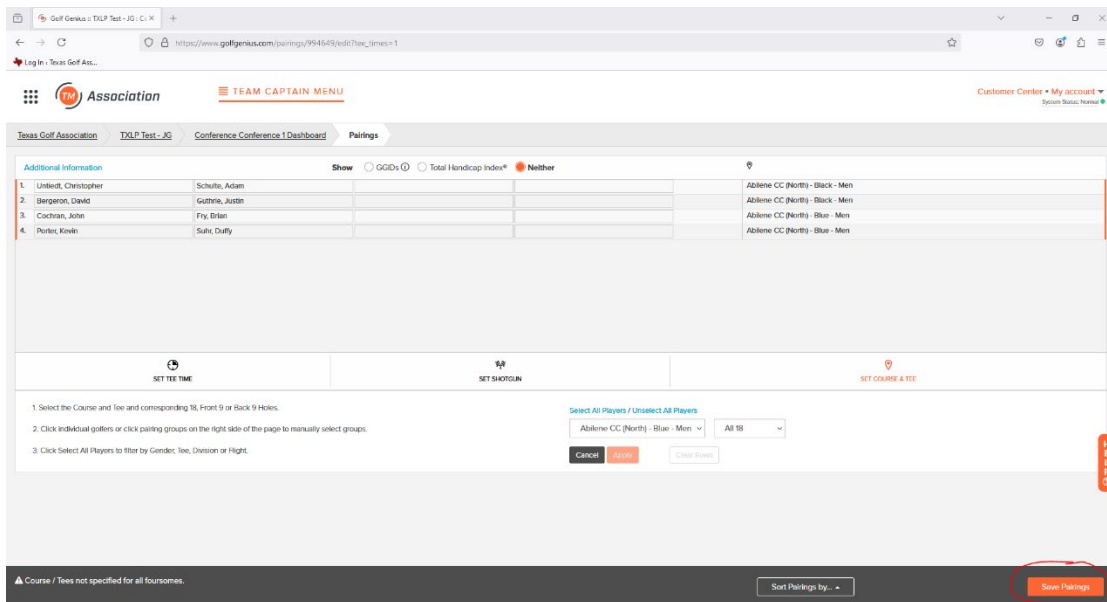 Golf Genius :: TXLP Test - JG : C
https://www.golfgenius.com/pairings/994649/edit?tee_times=1
Log In ‹ Texas Golf Ass...
TM Association
TEAM CAPTAIN MENU
Customer Center • My account
System Status: Normal
Texas Golf Association TXLP Test - JG Conference Conference 1 Dashboard Pairings
Additional Information Show GGIDs Total Handicap Index® Neither
1. Untiedt, Christopher Schulte, Adam Abilene CC (North) - Black - Men
2. Bergeron, David Guthrie, Justin Abilene CC (North) - Black - Men
3. Cochran, John Fry, Brian Abilene CC (North) - Blue - Men
4. Porter, Kevin Suhr, Duffy Abilene CC (North) - Blue - Men
SET TEE TIME SET SHOTGUN SET COURSE & TEE
1. Select the Course and Tee and corresponding 18, Front 9 or Back 9 Holes.
2. Click individual golfers or click pairing groups on the right side of the page to manually select groups.
3. Click Select All Players to filter by Gender, Tee, Division or Flight.
Select All Players / Unselect All Players
Abilene CC (North) - Blue - Men All 18
Cancel Apply Clear Reset
HELP
Course / Tees not specified for all foursomes.
Sort Pairings by...
Save Pairings